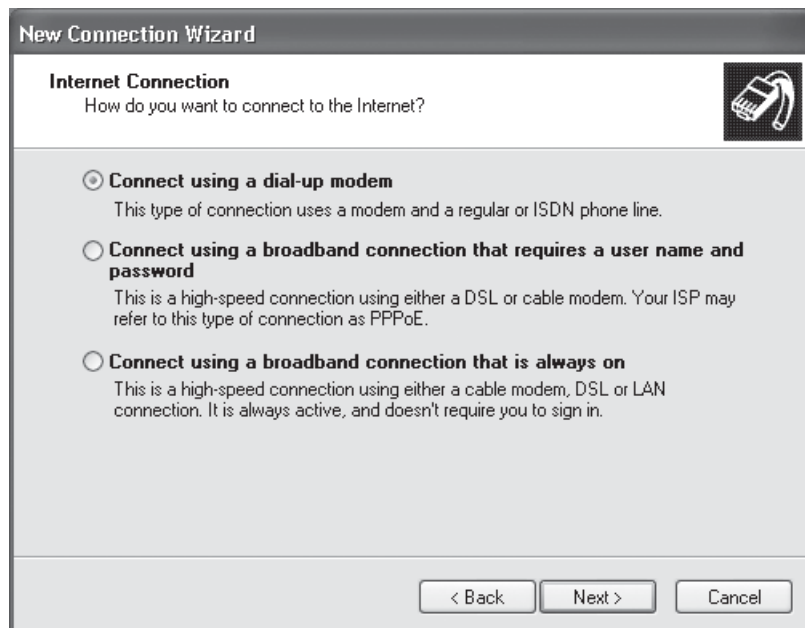 New Connection Wizard
Internet Connection
How do you want to connect to the Internet?
Connect using a dial-up modem
This type of connection uses a modem and a regular or ISDN phone line.
Connect using a broadband connection that requires a user name and
password
This is a high-speed connection using either a DSL or cable modem. Your ISP may
refer to this type of connection as PPPoE.
Connect using a broadband connection that is always on
This is a high-speed connection using either a cable modem, DSL or LAN
connection. It is always active, and doesn't require you to sign in.
< Back Next > Cancel